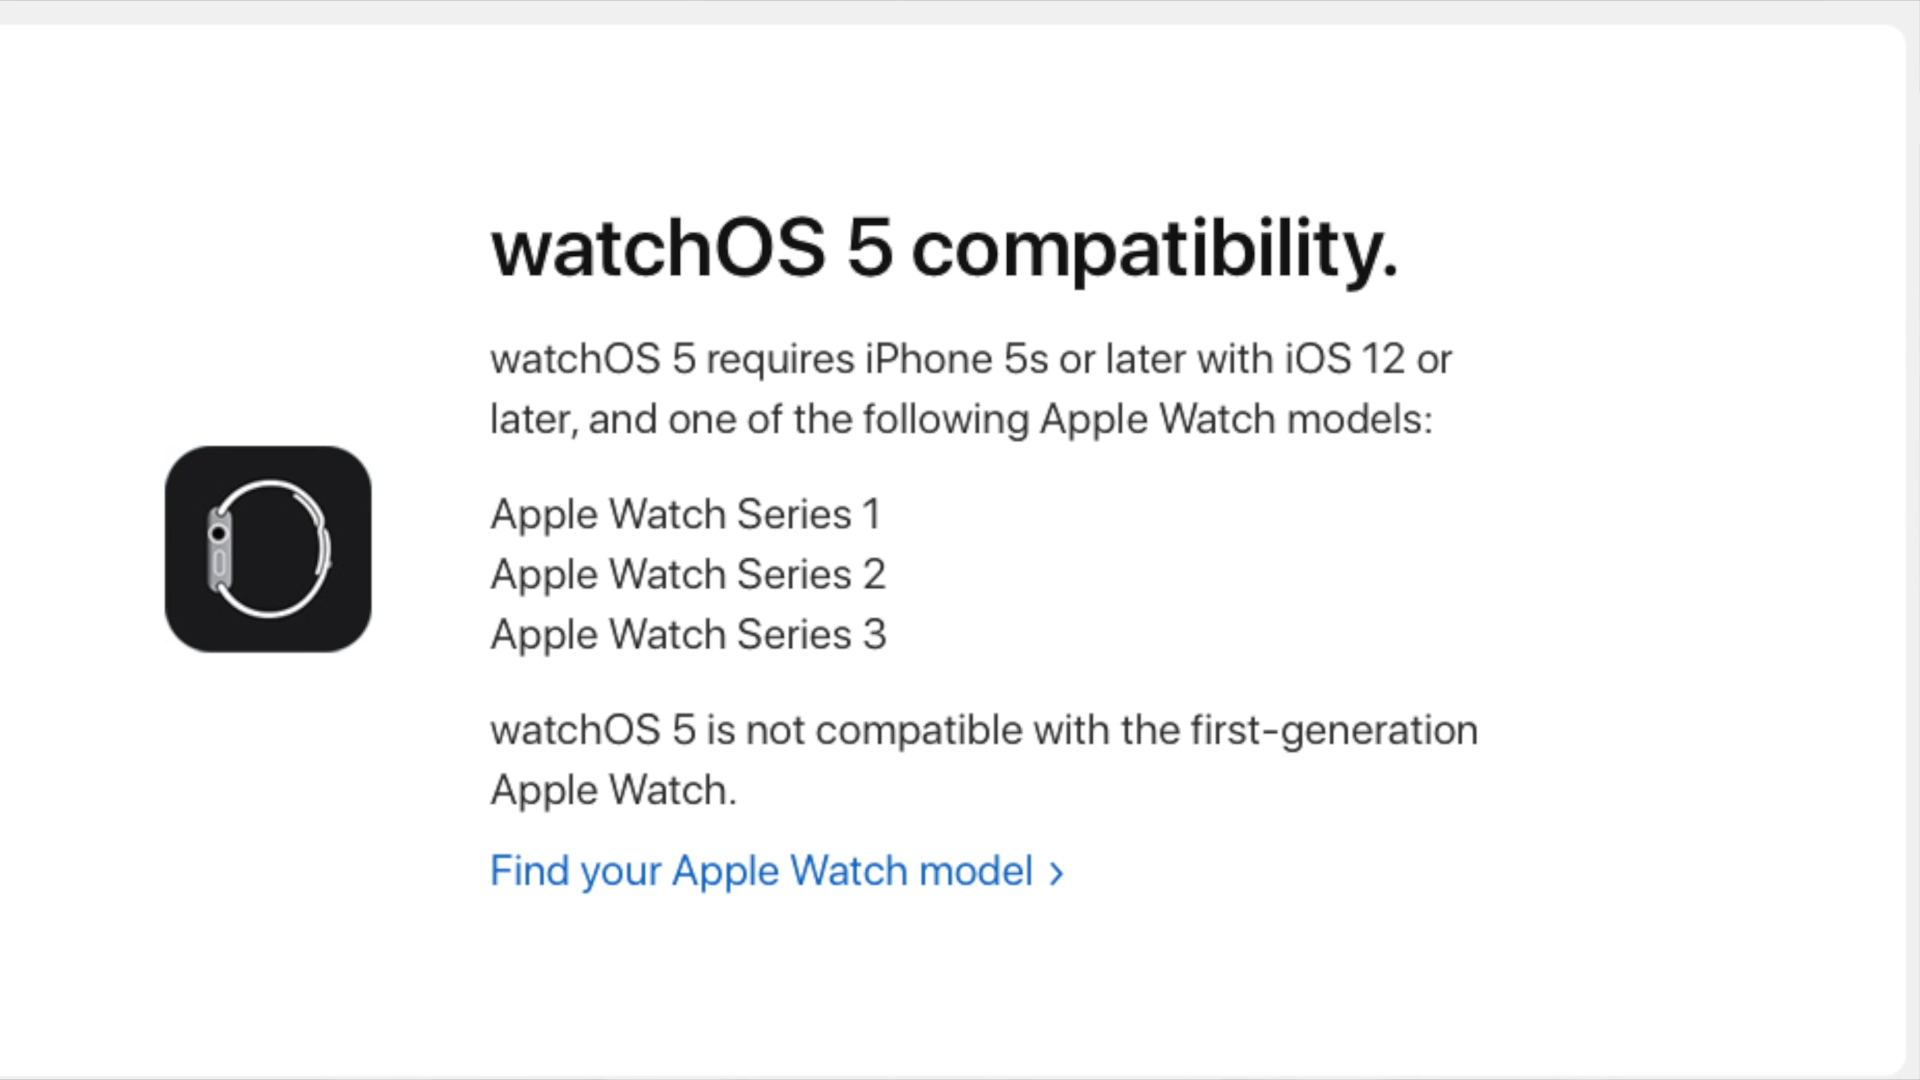 watchOS 5 compatibility.
watchOS 5 requires iPhone 5s or later with iOS 12 or
later, and one of the following Apple Watch models:
Apple Watch Series 1
Apple Watch Series 2
Apple Watch Series 3
watchOS 5 is not compatible with the first-generation
Apple Watch.
Find your Apple Watch model ›